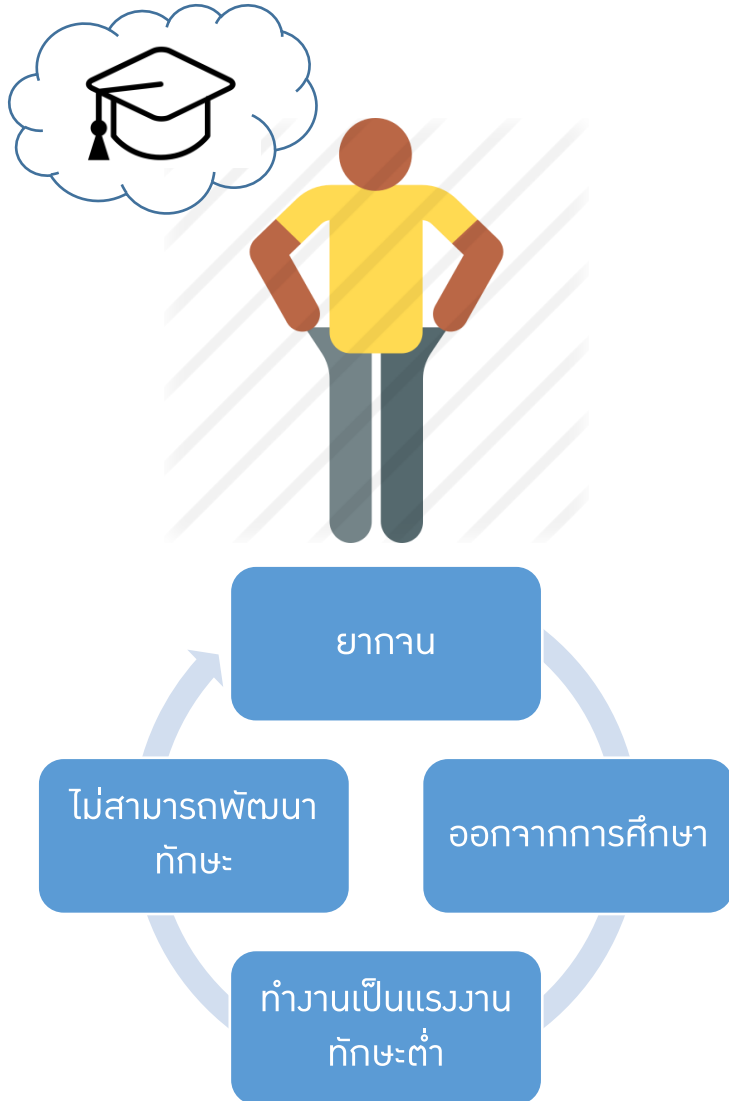 ยากจน
ออกจากการศึกษา
ทำงานเป็นแรงงาน
ทักษะต่ำ
ไม่สามารถพัฒนา
ทักษะ